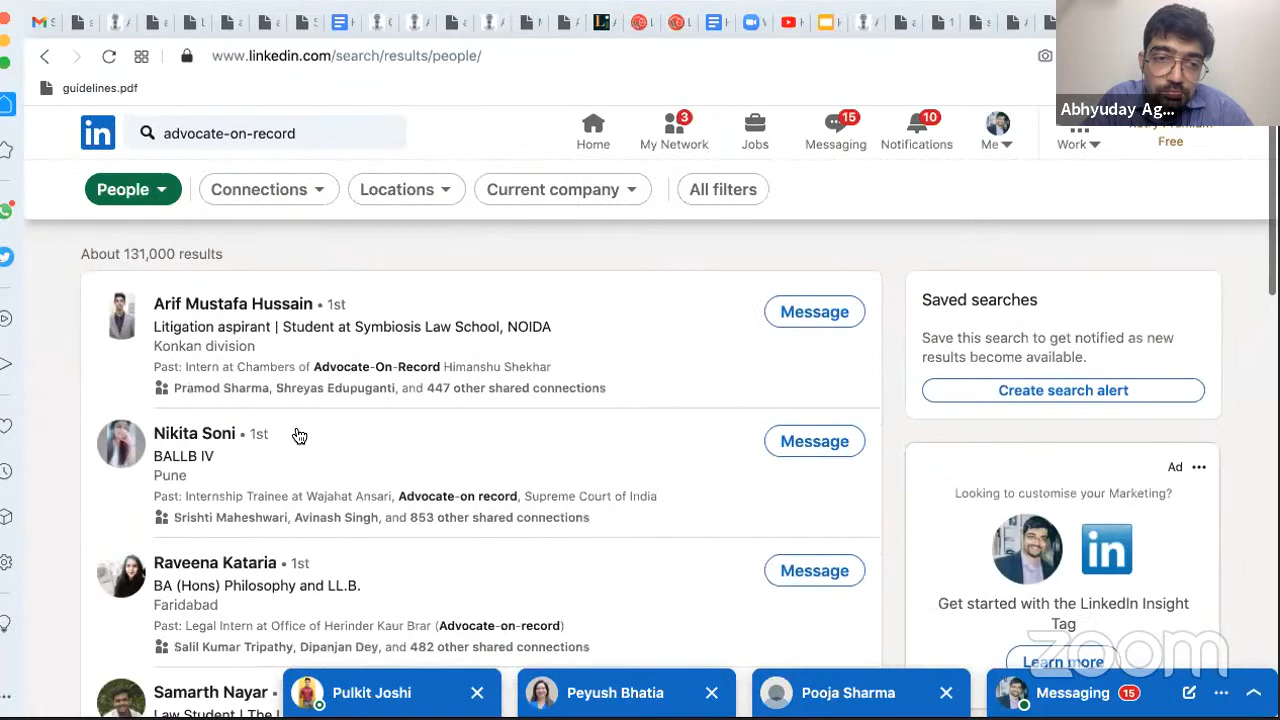 www.linkedin.com/search/results/people/
guidelines.pdf
Abhyuday Ag...
in
advocate-on-record
Home
3
My Network
Jobs
15
Messaging
10
Notifications
Me
Work
Premium
Free
People
Connections
Locations
Current company
All filters
About 131,000 results
Arif Mustafa Hussain • 1st
Litigation aspirant | Student at Symbiosis Law School, NOIDA
Konkan division
Past: Intern at Chambers of Advocate-On-Record Himanshu Shekhar
Pramod Sharma, Shreyas Edupuganti, and 447 other shared connections
Message
Nikita Soni • 1st
BALLB IV
Pune
Past: Internship Trainee at Wajahat Ansari, Advocate-on record, Supreme Court of India
Srishti Maheshwari, Avinash Singh, and 853 other shared connections
Message
Raveena Kataria • 1st
BA (Hons) Philosophy and LL.B.
Faridabad
Past: Legal Intern at Office of Herinder Kaur Brar (Advocate-on-record)
Salil Kumar Tripathy, Dipanjan Dey, and 482 other shared connections
Message
Samarth Nayar •
Law Student | The
Saved searches
Save this search to get notified as new
results become available.
Create search alert
Ad •••
Looking to customise your Marketing?
in
Get started with the LinkedIn Insight
Tag
Learn more
zoom
Pulkit Joshi
Peyush Bhatia
Pooja Sharma
Messaging 15